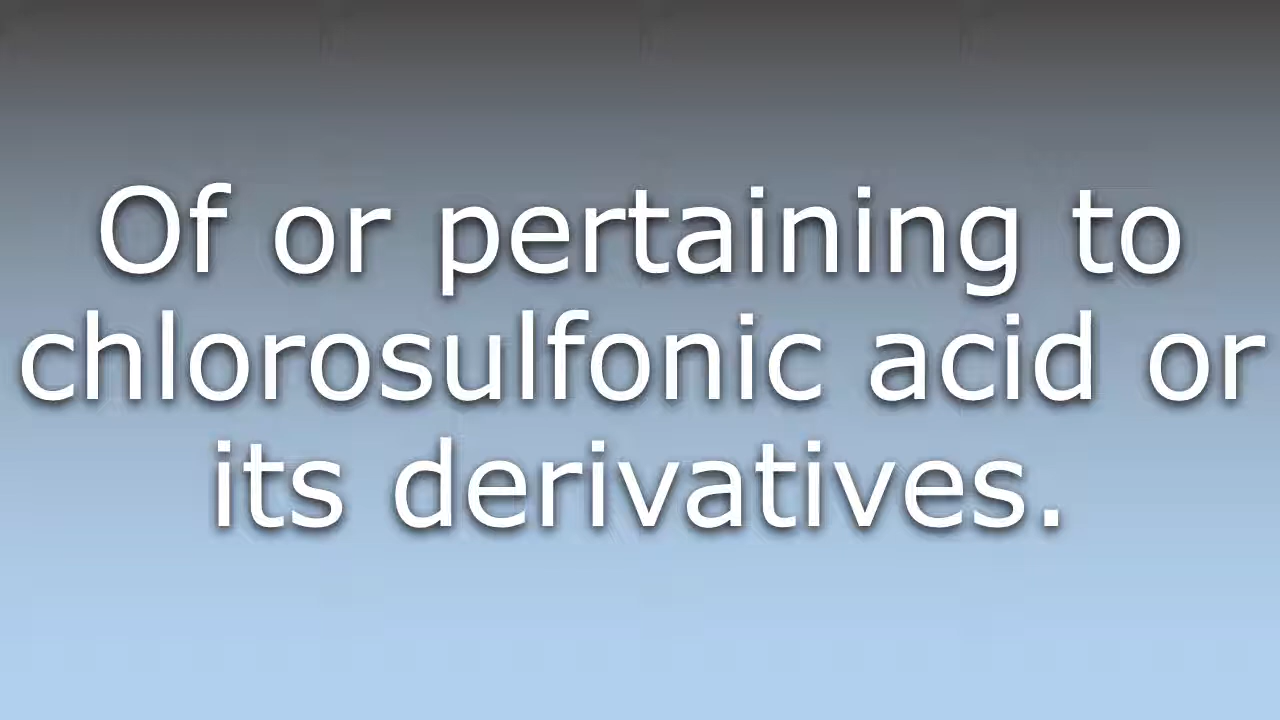 Of or pertaining to
chlorosulfonic acid or
its derivatives.